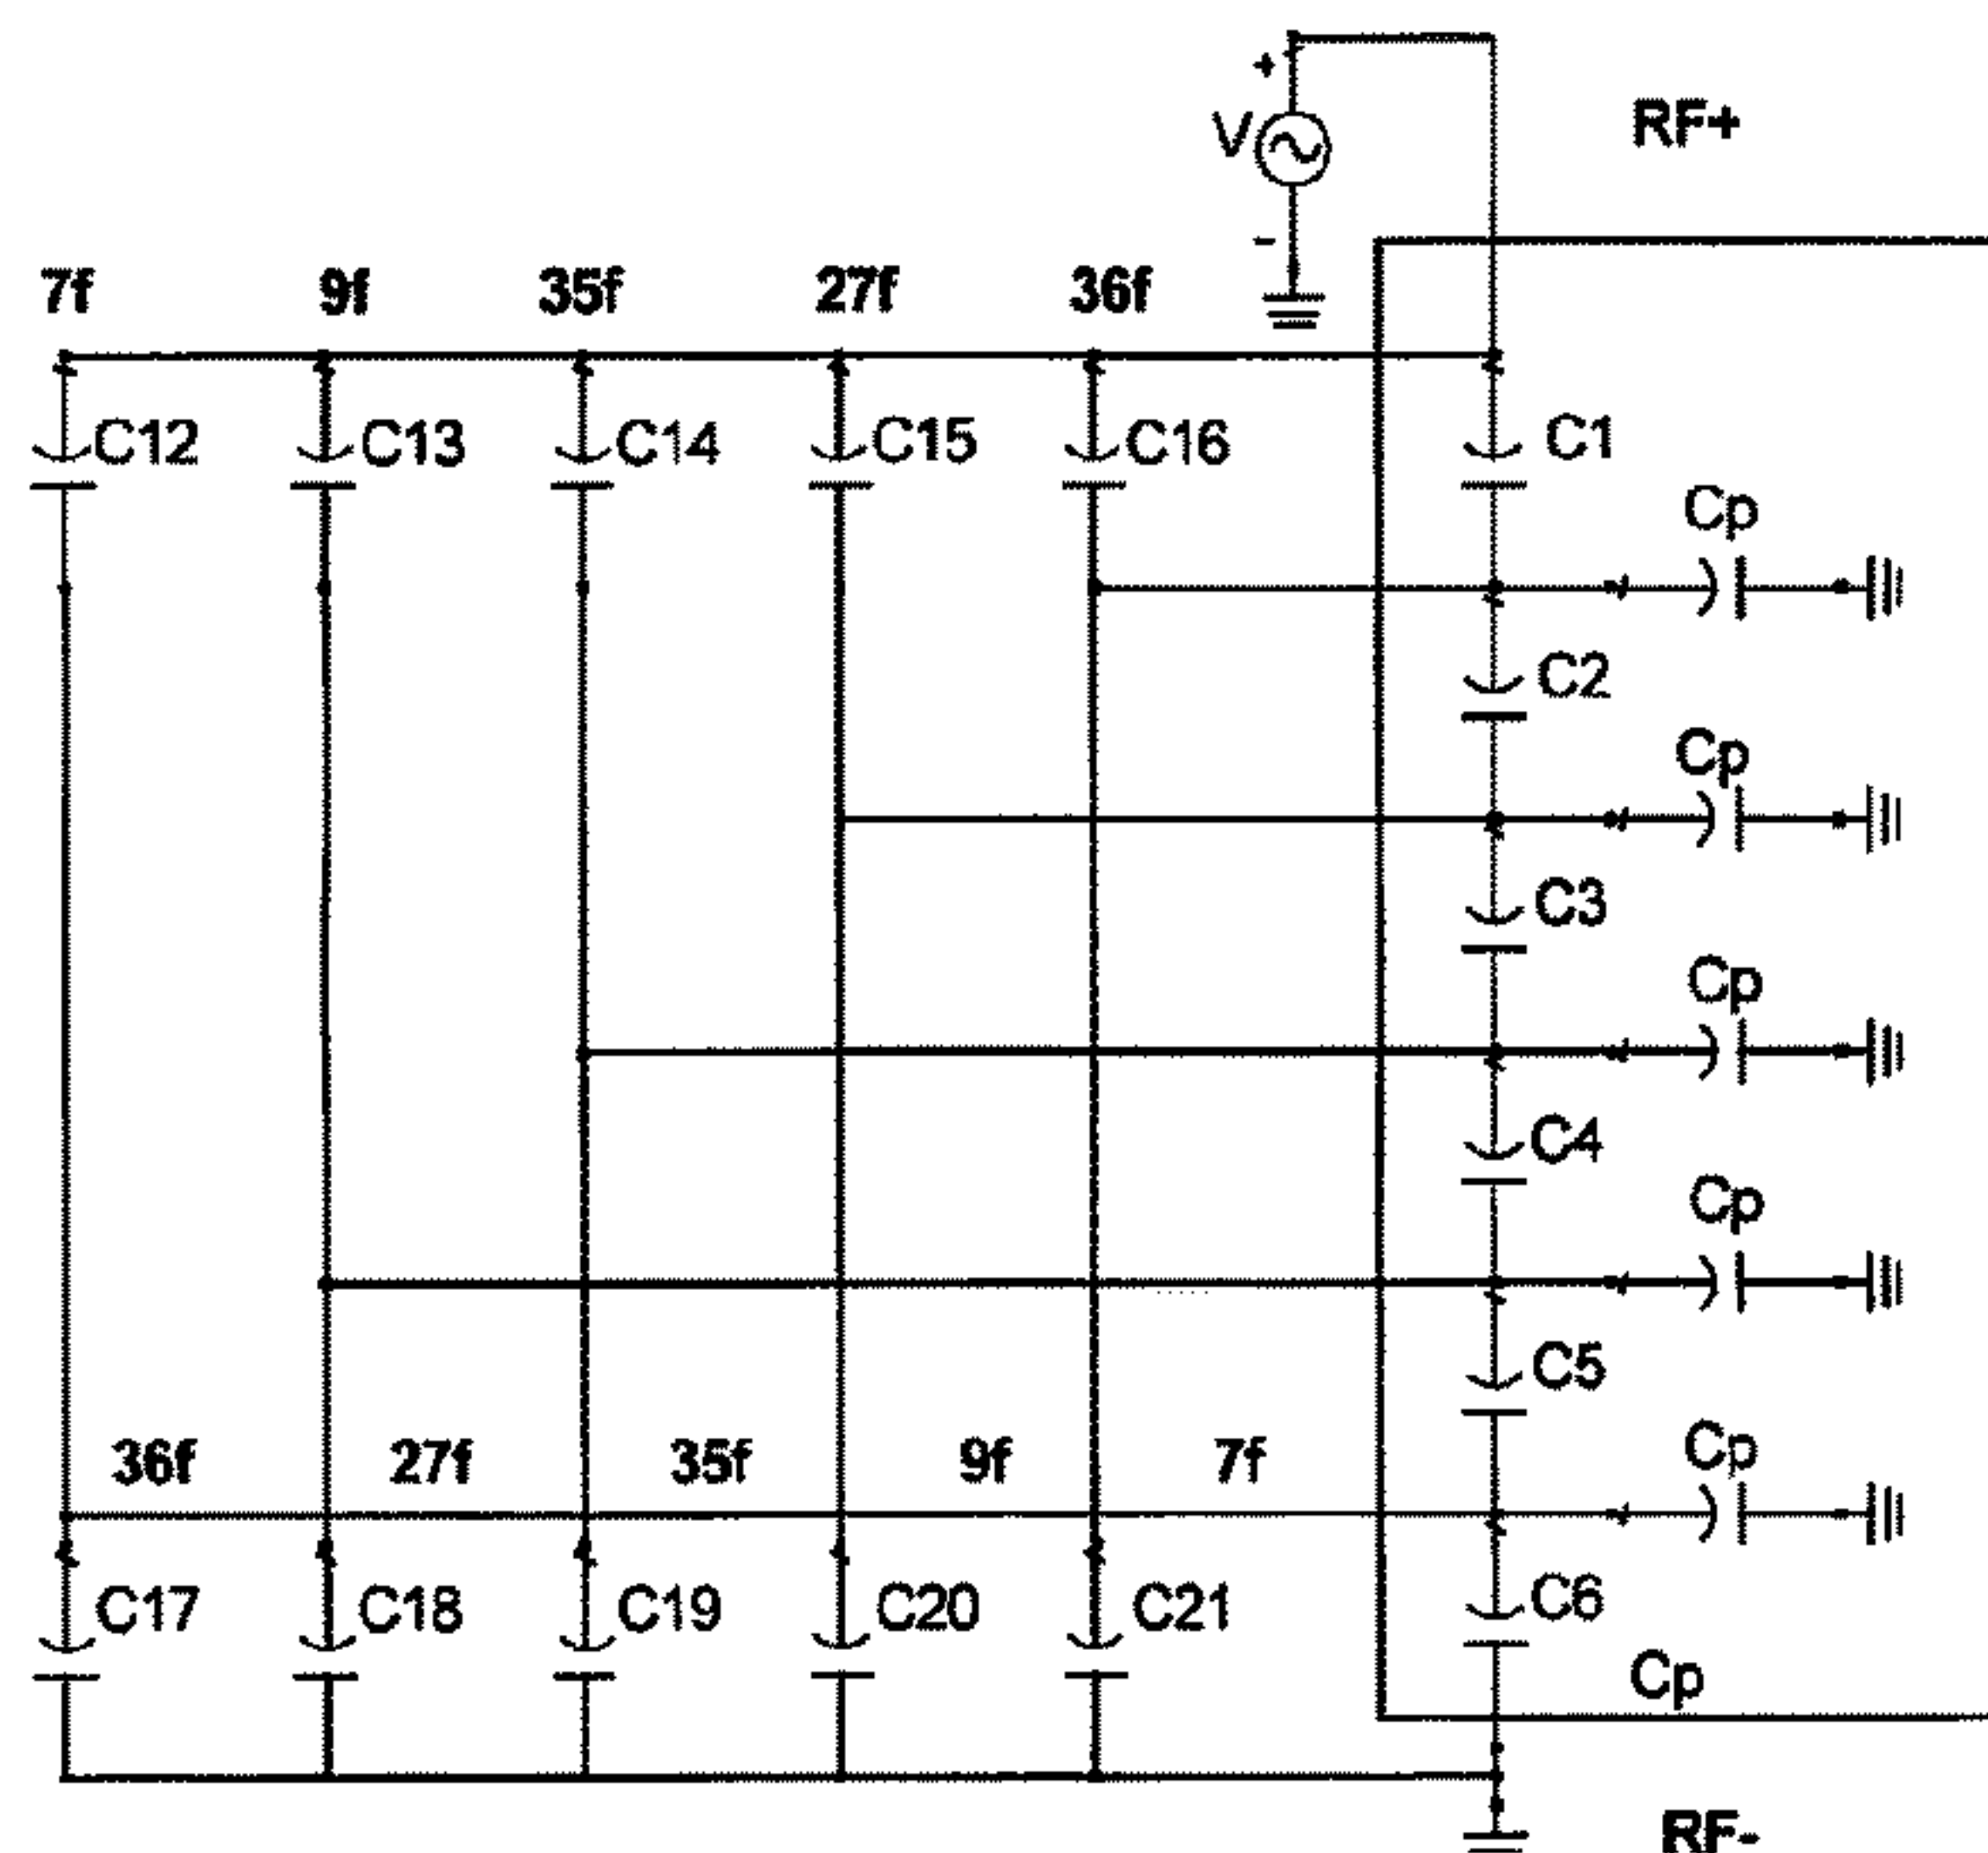 +
V
RF+
-
7f 9f 35f 27f 36f
C12 C13 C14 C15 C16 C1
Cp
C2
Cp
C3
Cp
C4
Cp
C5
36f 27f 35f 9f 7f Cp
C17 C18 C19 C20 C21 C6
Cp
RF-